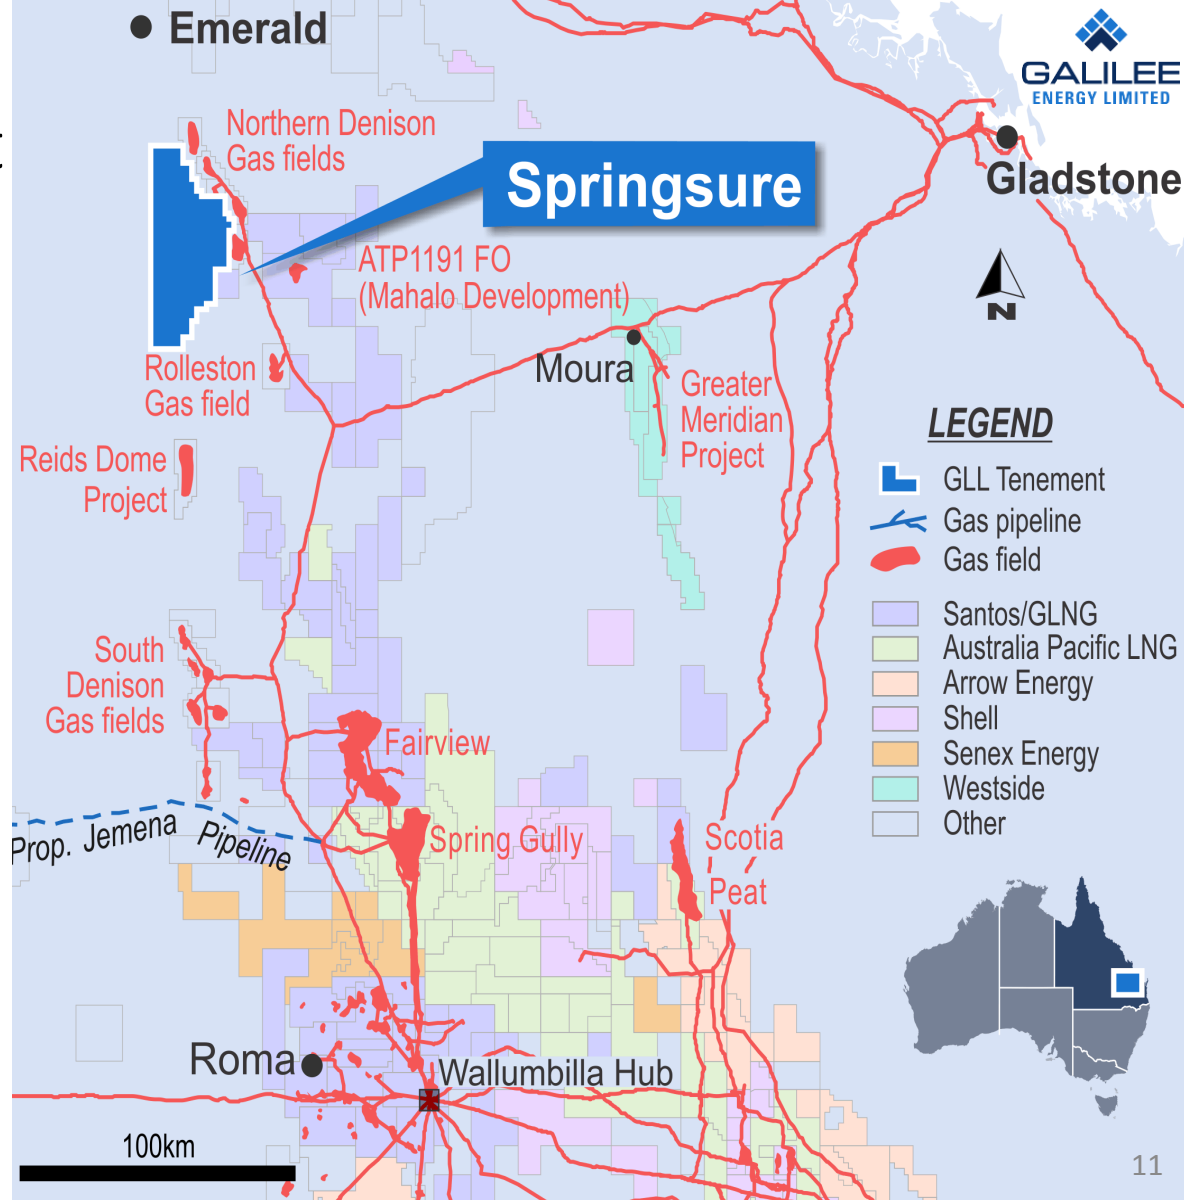 Emerald
GALILEE
ENERGY LIMITED
Northern Denison
Gas fields
Springsure
Gladstone
ATP1191 FO
(Mahalo Development)
N
Rolleston
Gas field
Moura
Greater
Meridian
Project
Reids Dome
Project
LEGEND
GLL Tenement
Gas pipeline
Gas field
Santos/GLNG
Australia Pacific LNG
Arrow Energy
Shell
Senex Energy
Westside
Other
South
Denison
Gas fields
Fairview
Prop. Jemena Pipeline
Spring Gully
Scotia
Peat
Roma
Wallumbilla Hub
100km
11